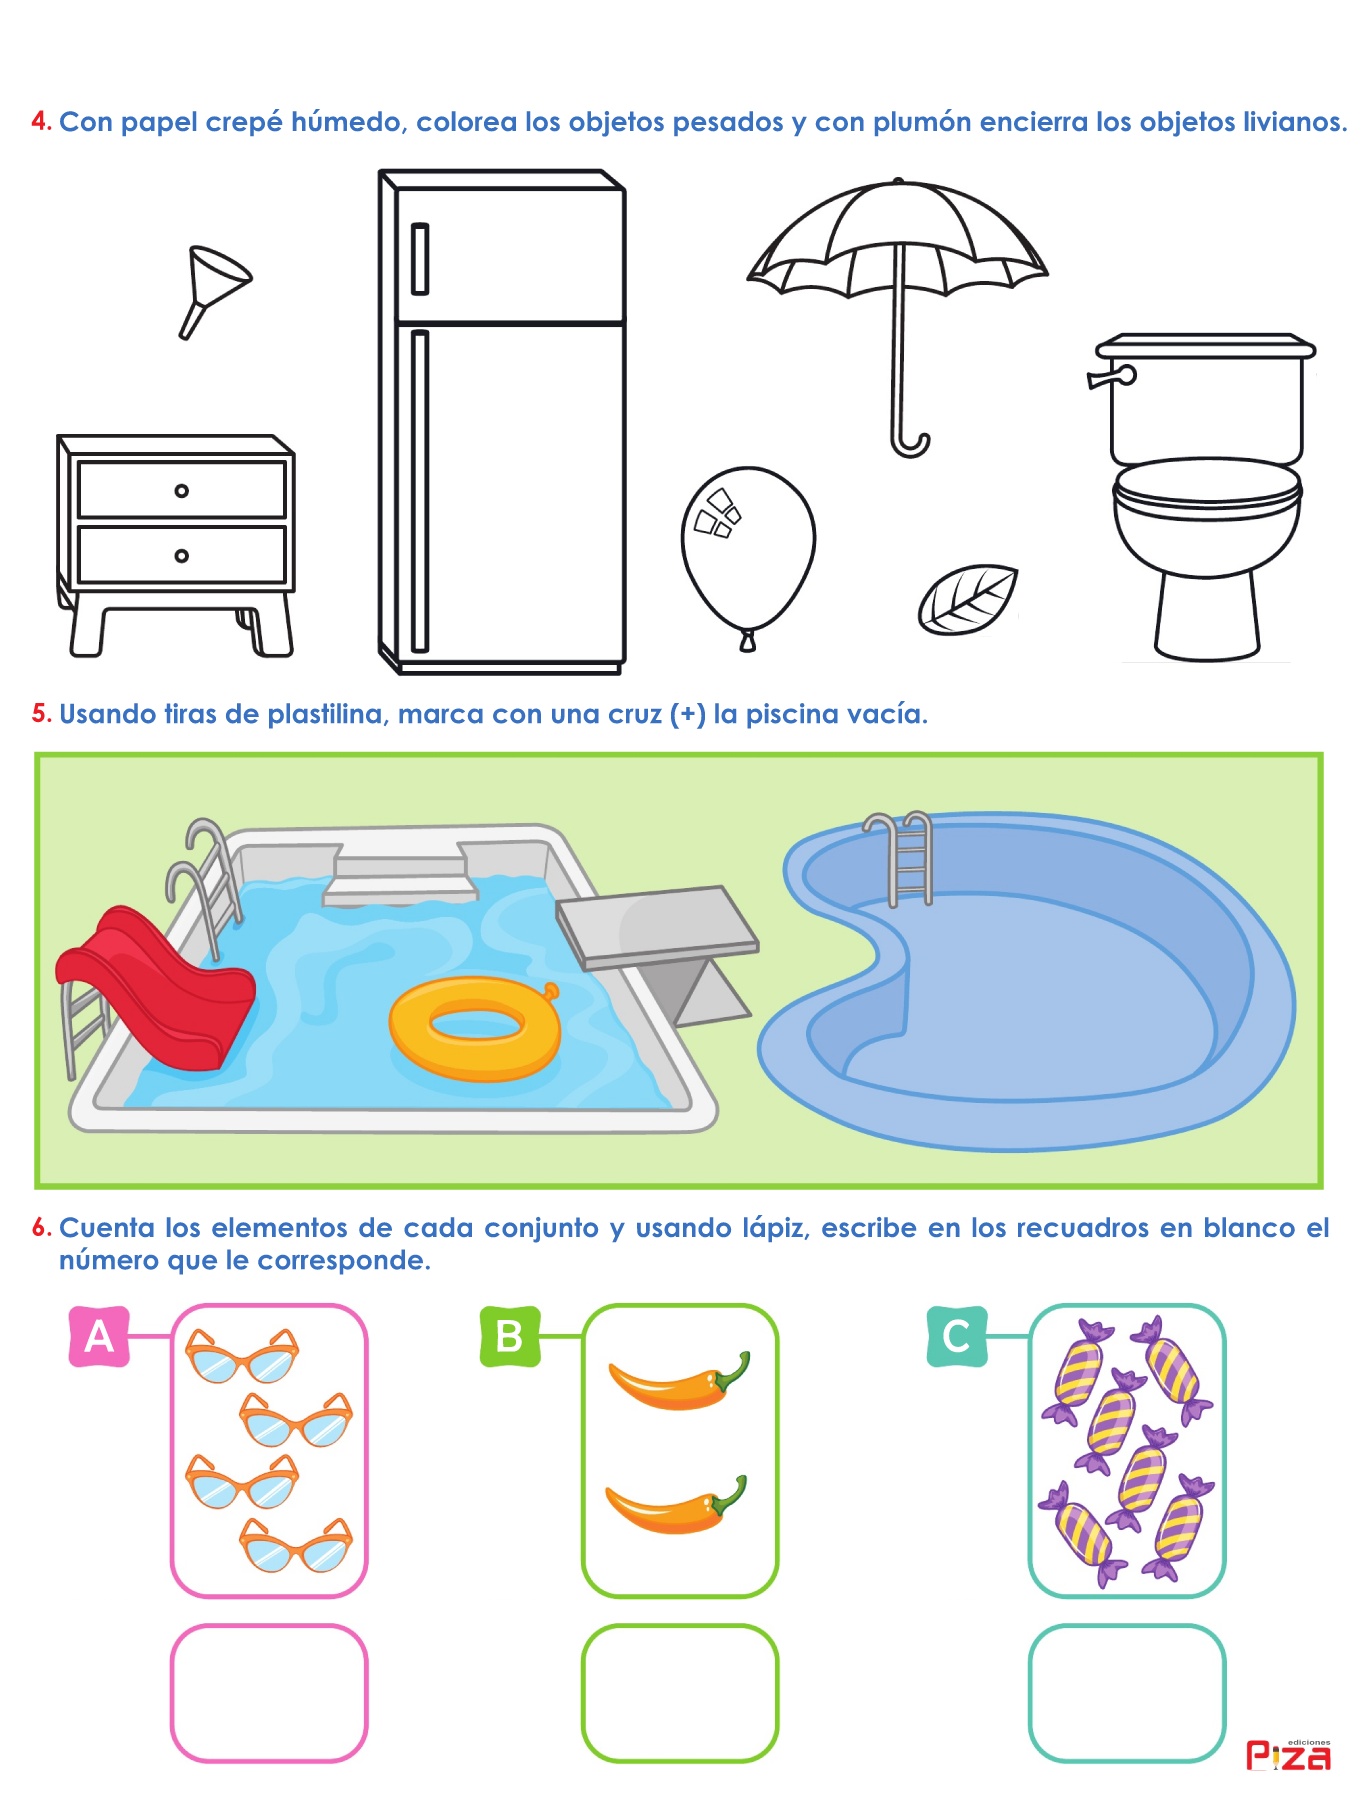 4. Con papel crepé húmedo, colorea los objetos pesados y con plumón encierra los objetos livianos.
5. Usando tiras de plastilina, marca con una cruz (+) la piscina vacía.
6. Cuenta los elementos de cada conjunto y usando lápiz, escribe en los recuadros en blanco el
número que le corresponde.
A
B
C
ediciones
Piza